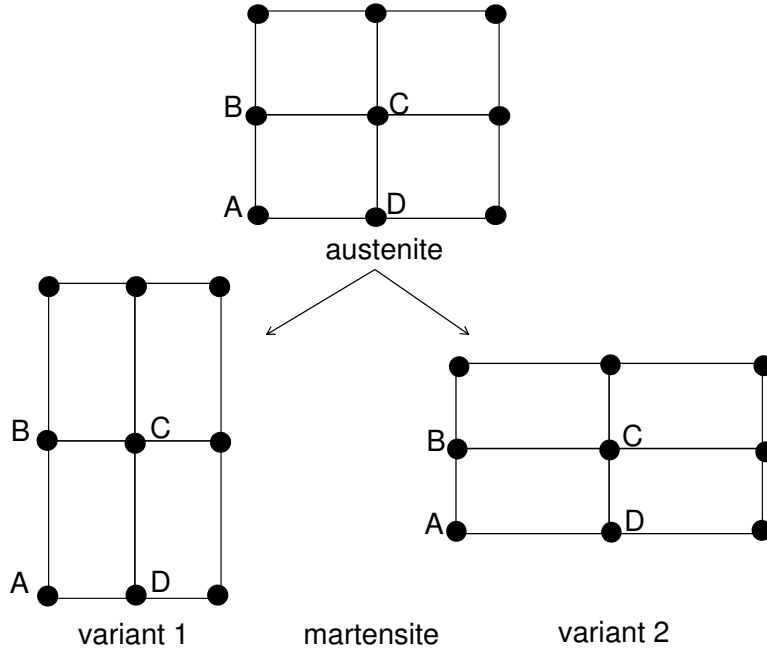 B C
A D
austenite
B C
A D
B C
A D
variant 1 martensite variant 2